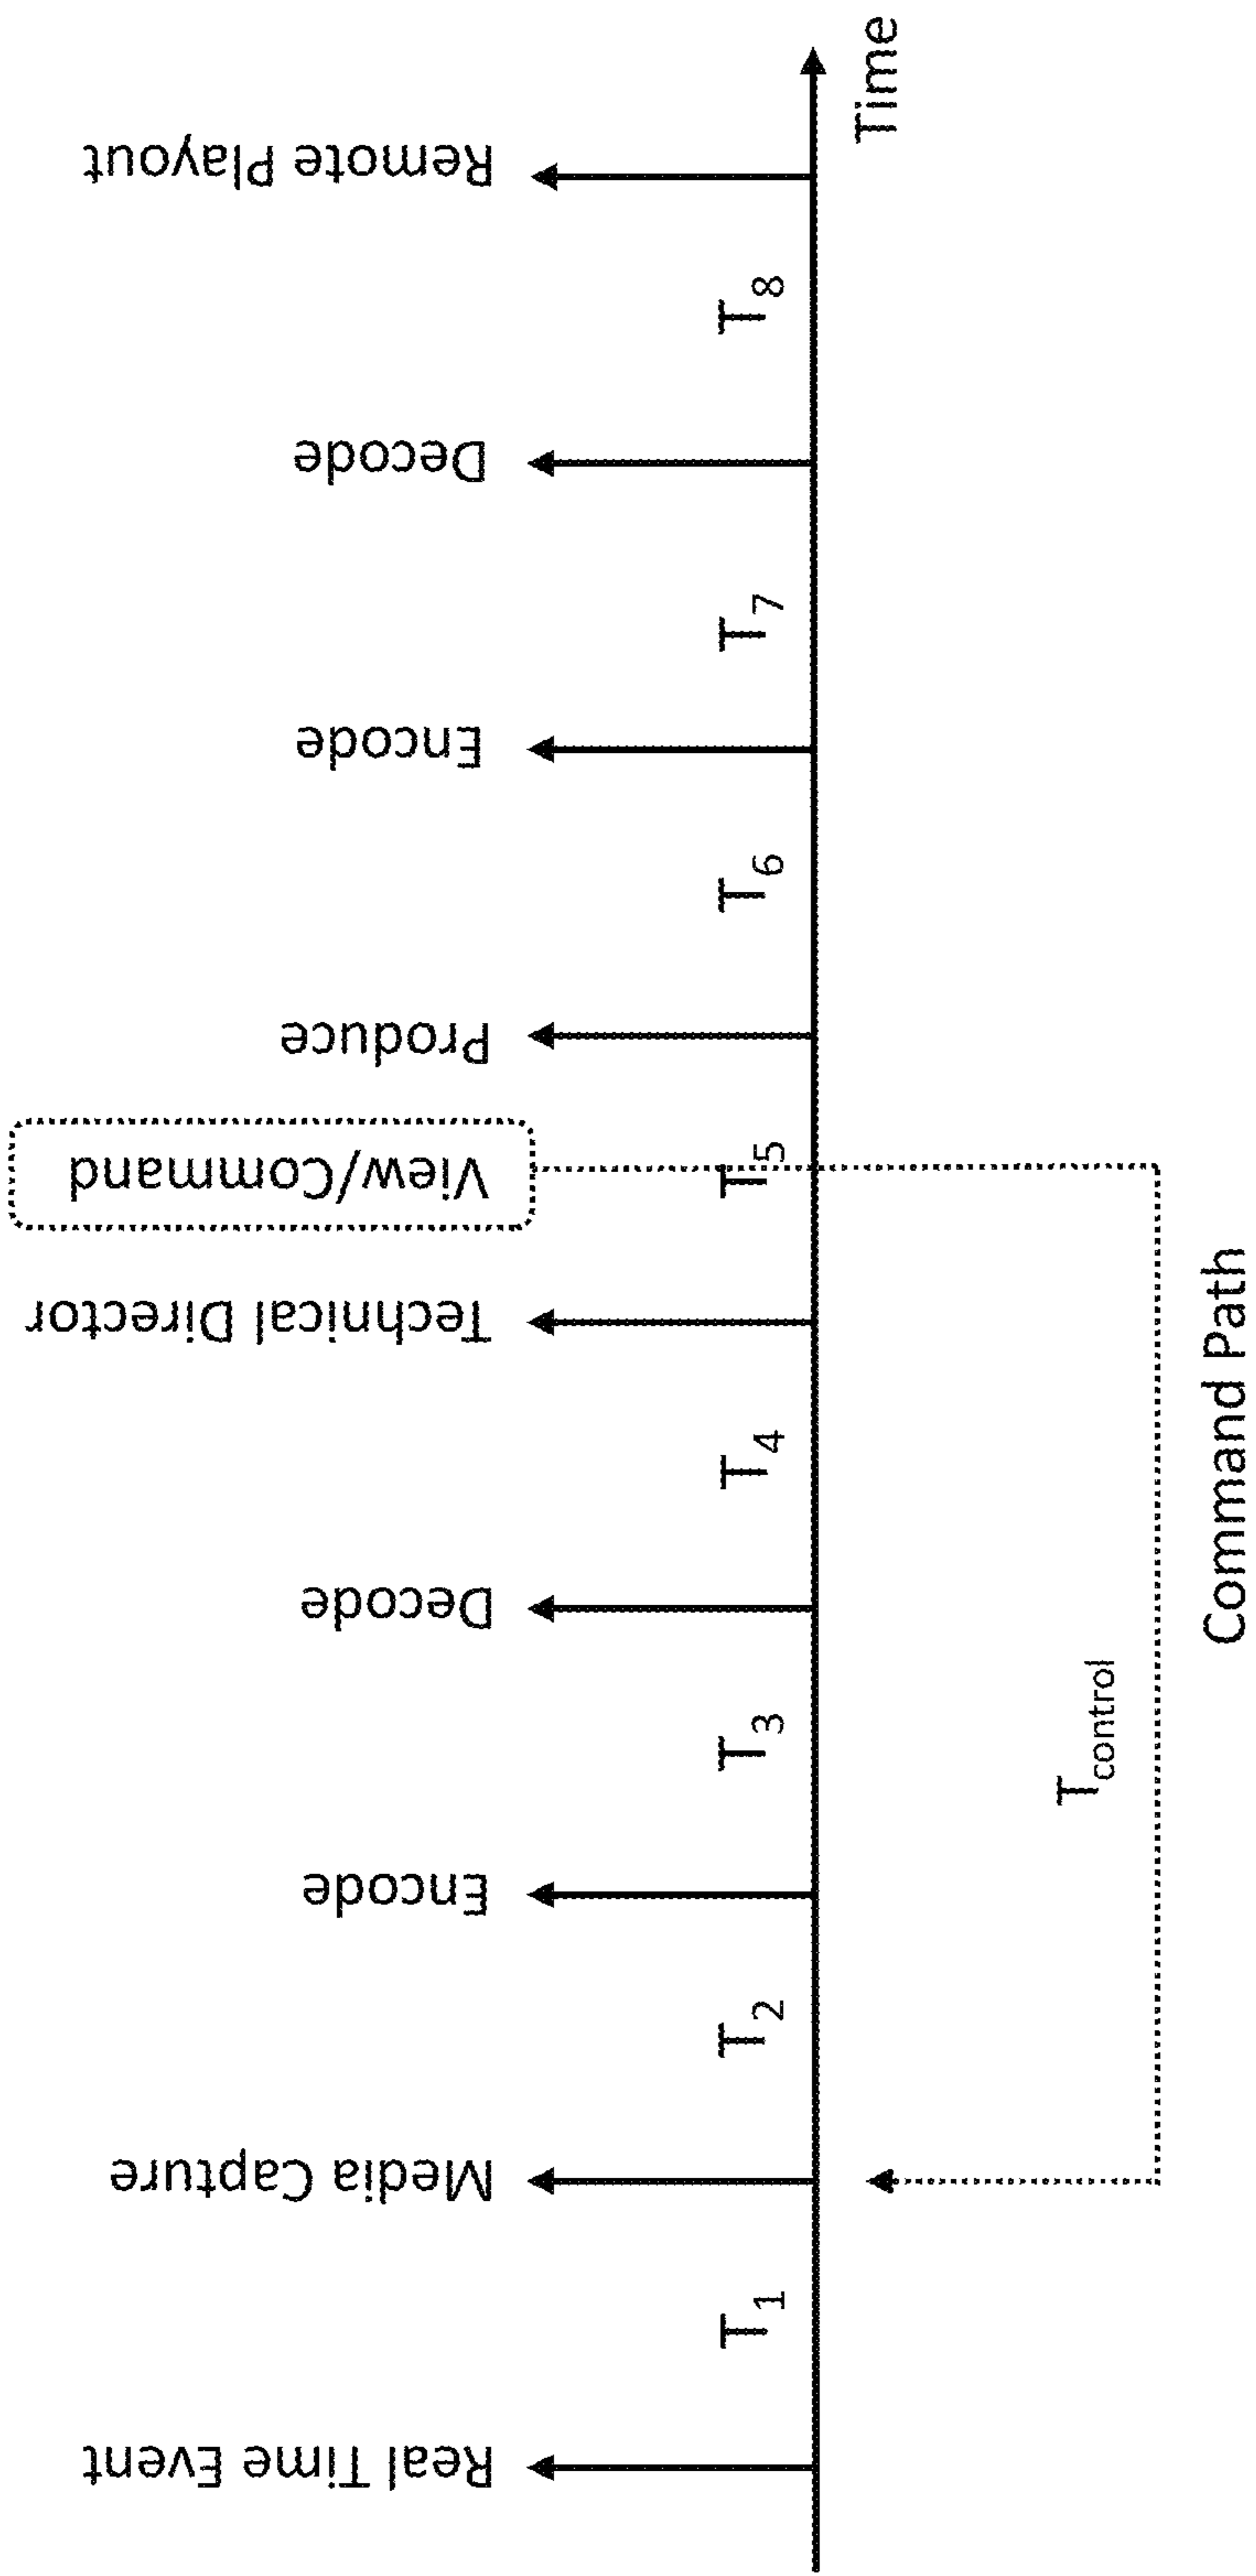 Real Time Event
Media Capture
Encode
Decode
Technical Director
View/Command
Produce
Encode
Decode
Remote Playout
T1
T2
T3
T4
T5
T6
T7
T8
Time
Tcontrol
Command Path